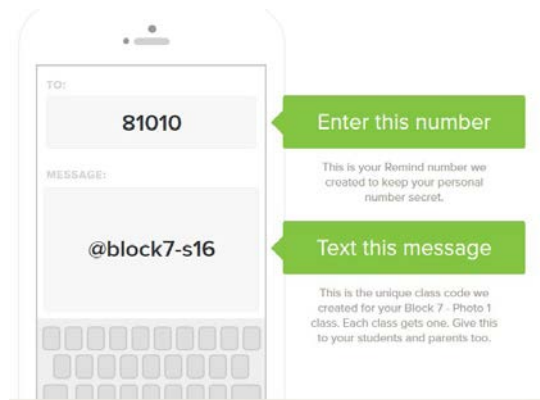 TO:
81010
Enter this number
This is your Remind number we
created to keep your personal
number secret.
MESSAGE:
@block7-s16
Text this message
This is the unique class code we
created for your Block 7 - Photo 1
class. Each class gets one. Give this
to your students and parents too.